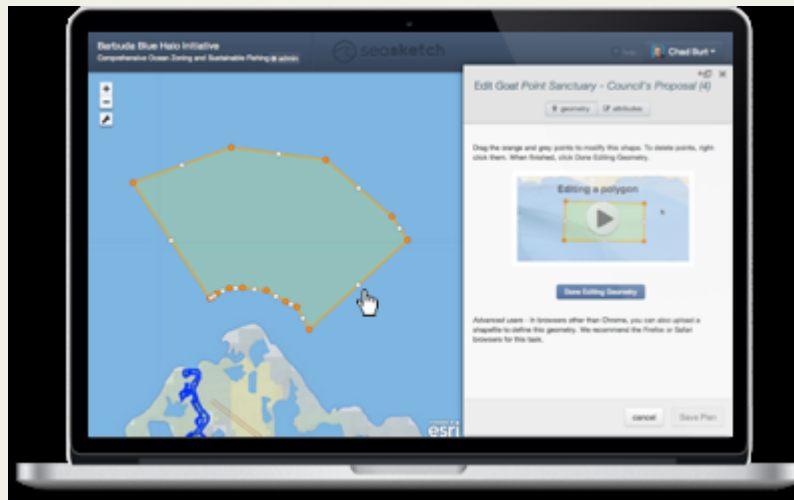 Barbuda Blue Halo Initiative
Comprehensive Ocean Zoning and Sustainable Fishing admin
seasketch
help
Chad Burt
Edit Goat Point Sanctuary - Council's Proposal (4)
geometry
attributes
Drag the orange and grey points to modify this shape. To delete points, right-
click them. When finished, click Done Editing Geometry.
Editing a polygon
Done Editing Geometry
Advanced users - In browsers other than Chrome, you can also upload a
shapefile to define this geometry. We recommend the Firefox or Safari
browsers for this task.
esri
cancel
Save Plan